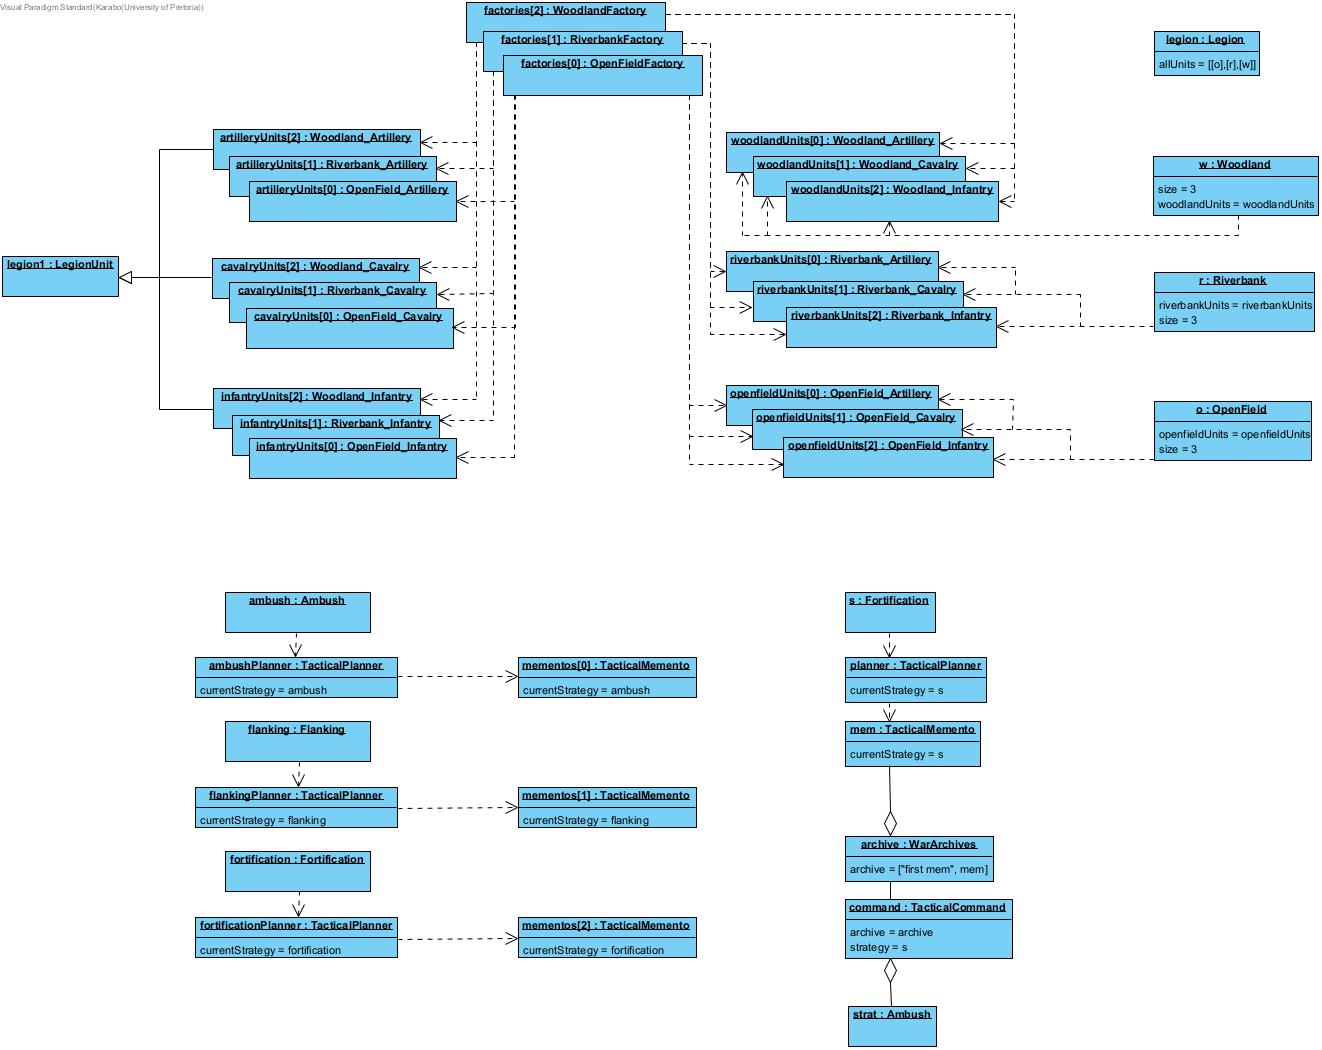 Visual Paradigm Standard(Karabo(University of Pretoria))
factories[2] : WoodlandFactory
factories[1] : RiverbankFactory
factories[0] : OpenFieldFactory
legion : Legion
allUnits = [[o],[r],[w]]
artilleryUnits[2] : Woodland_Artillery
artilleryUnits[1] : Riverbank_Artillery
artilleryUnits[0] : OpenField_Artillery
woodlandUnits[0] : Woodland_Artillery
woodlandUnits[1] : Woodland_Cavalry
woodlandUnits[2] : Woodland_Infantry
w : Woodland
size = 3
woodlandUnits = woodlandUnits
legion1 : LegionUnit
cavalryUnits[2] : Woodland_Cavalry
cavalryUnits[1] : Riverbank_Cavalry
cavalryUnits[0] : OpenField_Cavalry
riverbankUnits[0] : Riverbank_Artillery
riverbankUnits[1] : Riverbank_Cavalry
riverbankUnits[2] : Riverbank_Infantry
r : Riverbank
riverbankUnits = riverbankUnits
size = 3
infantryUnits[2] : Woodland_Infantry
infantryUnits[1] : Riverbank_Infantry
infantryUnits[0] : OpenField_Infantry
openfieldUnits[0] : OpenField_Artillery
openfieldUnits[1] : OpenField_Cavalry
openfieldUnits[2] : OpenField_Infantry
o : OpenField
openfieldUnits = openfieldUnits
size = 3
ambush : Ambush
ambushPlanner : TacticalPlanner
currentStrategy = ambush
mementos[0] : TacticalMemento
currentStrategy = ambush
flanking : Flanking
flankingPlanner : TacticalPlanner
currentStrategy = flanking
mementos[1] : TacticalMemento
currentStrategy = flanking
fortification : Fortification
fortificationPlanner : TacticalPlanner
currentStrategy = fortification
mementos[2] : TacticalMemento
currentStrategy = fortification
s : Fortification
planner : TacticalPlanner
currentStrategy = s
mem : TacticalMemento
currentStrategy = s
archive : WarArchives
archive = ["first mem", mem]
command : TacticalCommand
archive = archive
strategy = s
strat : Ambush